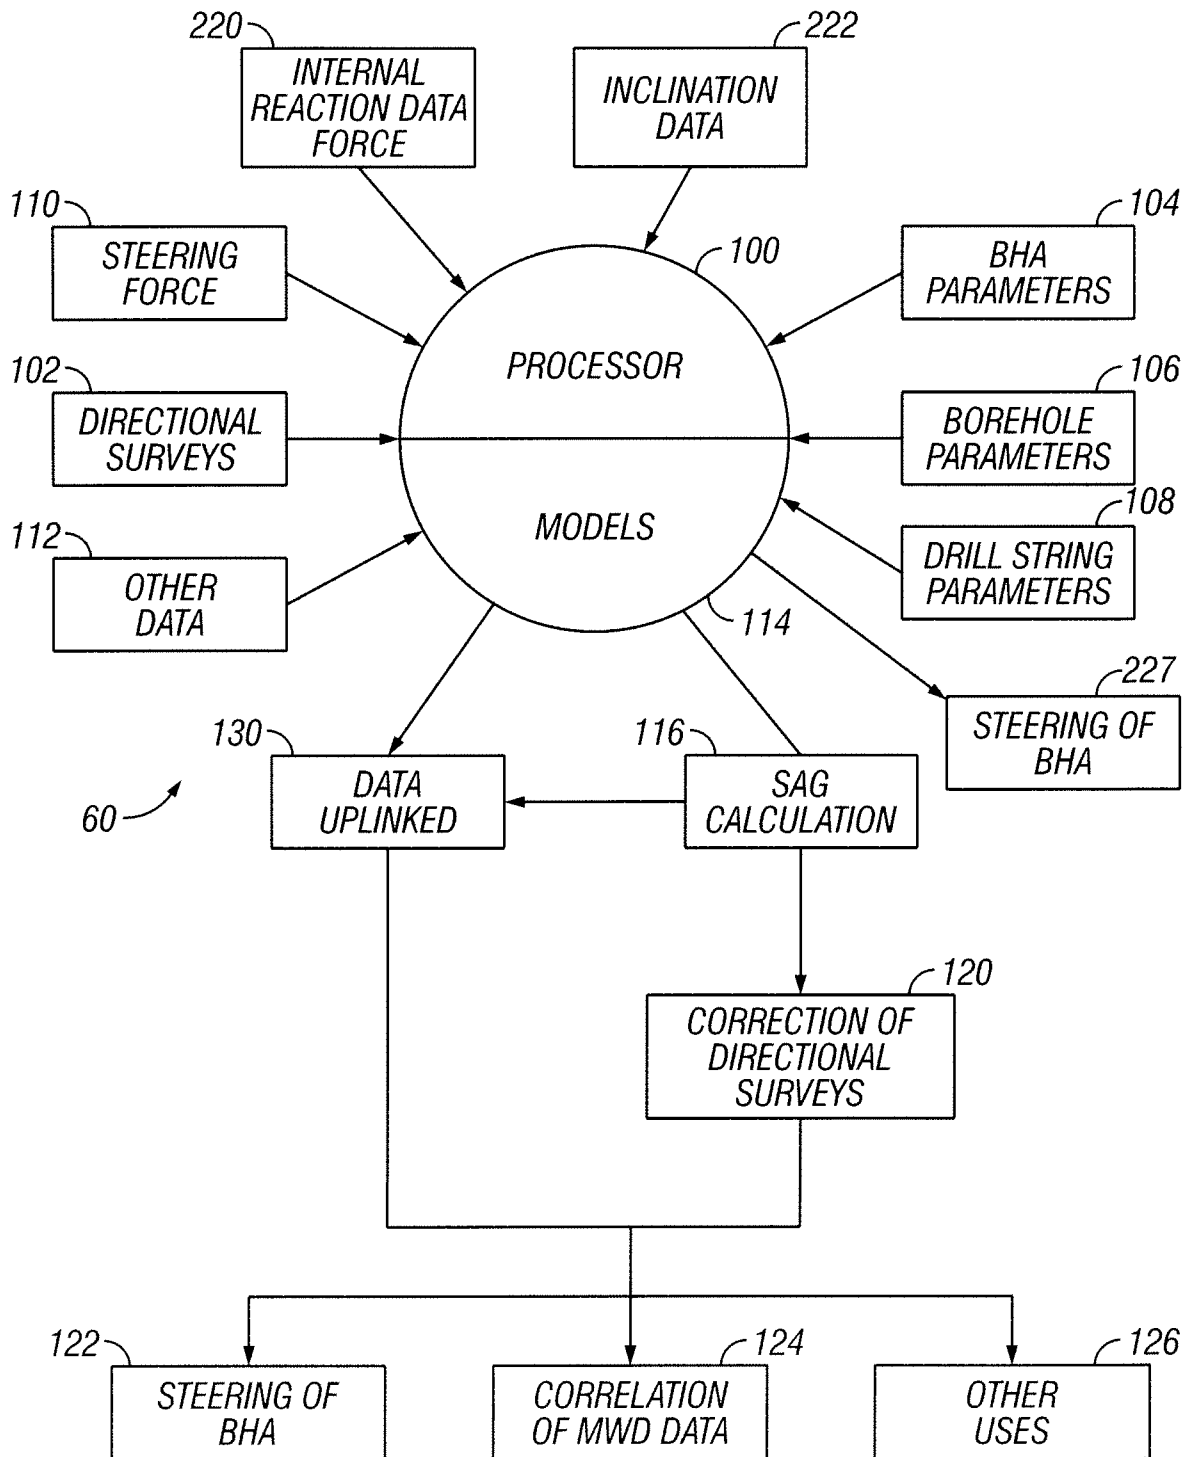 220
222
INTERNAL
REACTION DATA
FORCE
INCLINATION
DATA
110
STEERING
FORCE
100
104
BHA
PARAMETERS
PROCESSOR
102
DIRECTIONAL
SURVEYS
106
BOREHOLE
PARAMETERS
MODELS
112
OTHER
DATA
108
DRILL STRING
PARAMETERS
114
227
STEERING OF
BHA
130
DATA
UPLINKED
116
SAG
CALCULATION
60
120
CORRECTION OF
DIRECTIONAL
SURVEYS
122
STEERING OF
BHA
124
CORRELATION
OF MWD DATA
126
OTHER
USES